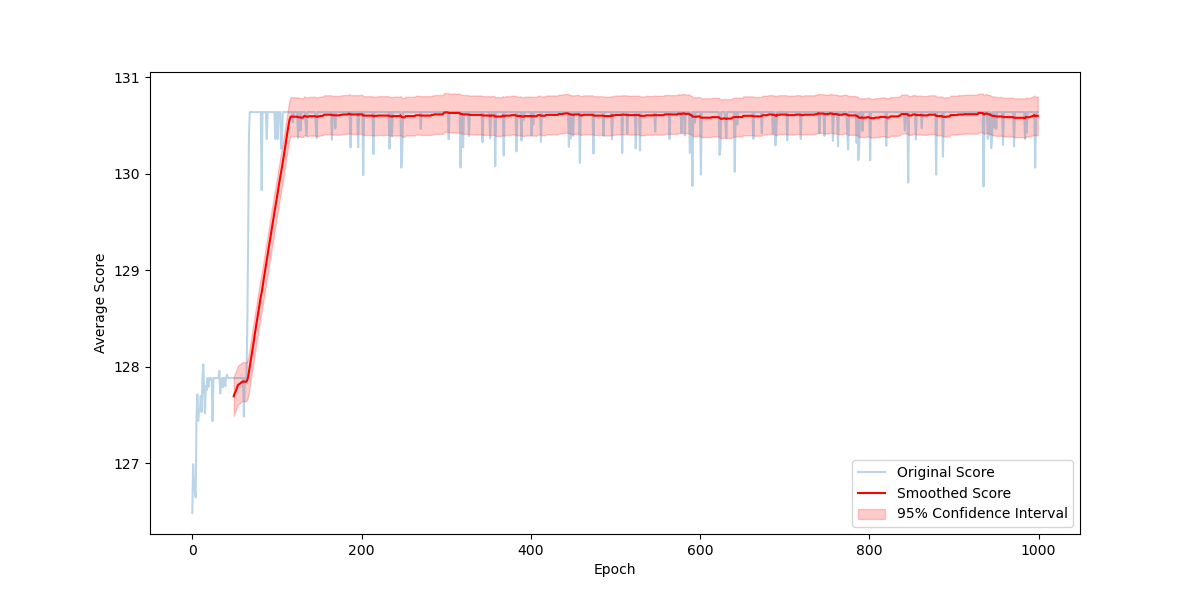 131
130
129
128
127
Average Score
0
200
400
600
800
1000
Epoch
Original Score
Smoothed Score
95% Confidence Interval